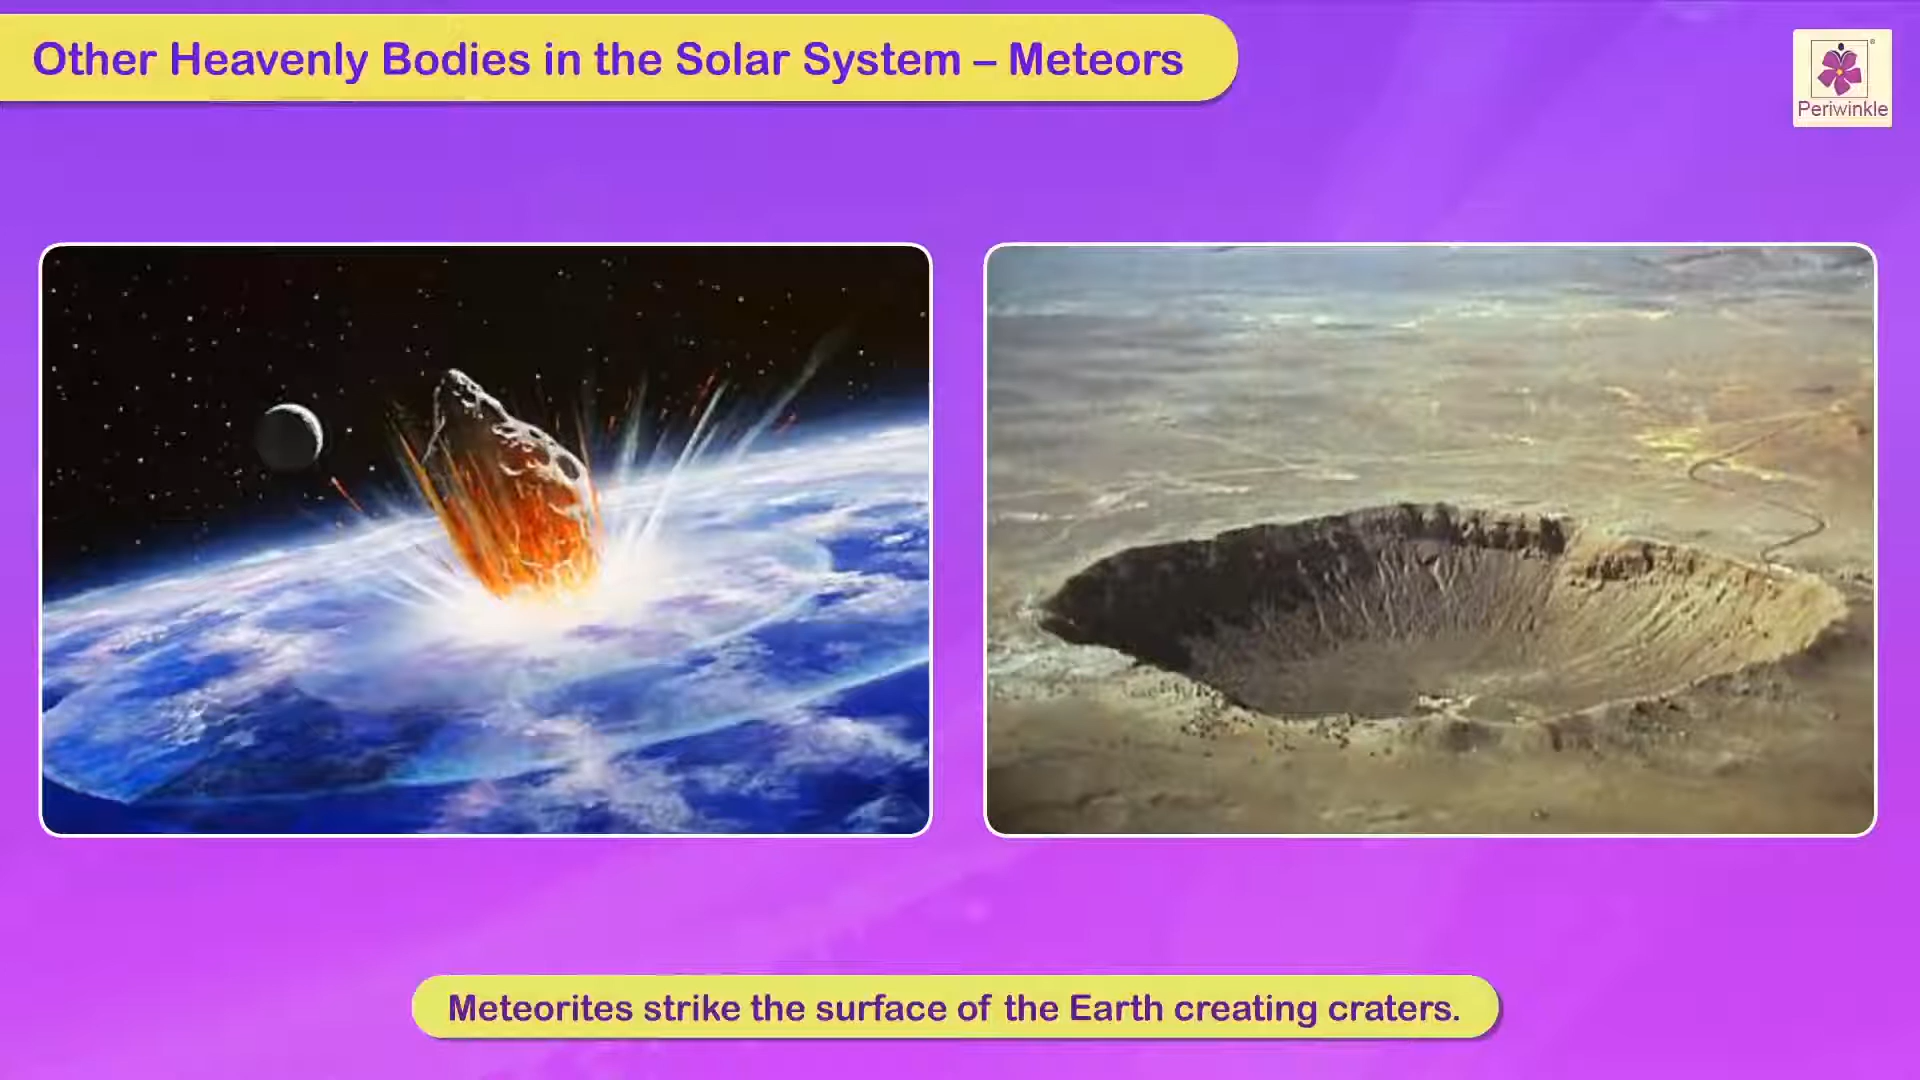 Other Heavenly Bodies in the Solar System – Meteors
Periwinkle
Meteorites strike the surface of the Earth creating craters.